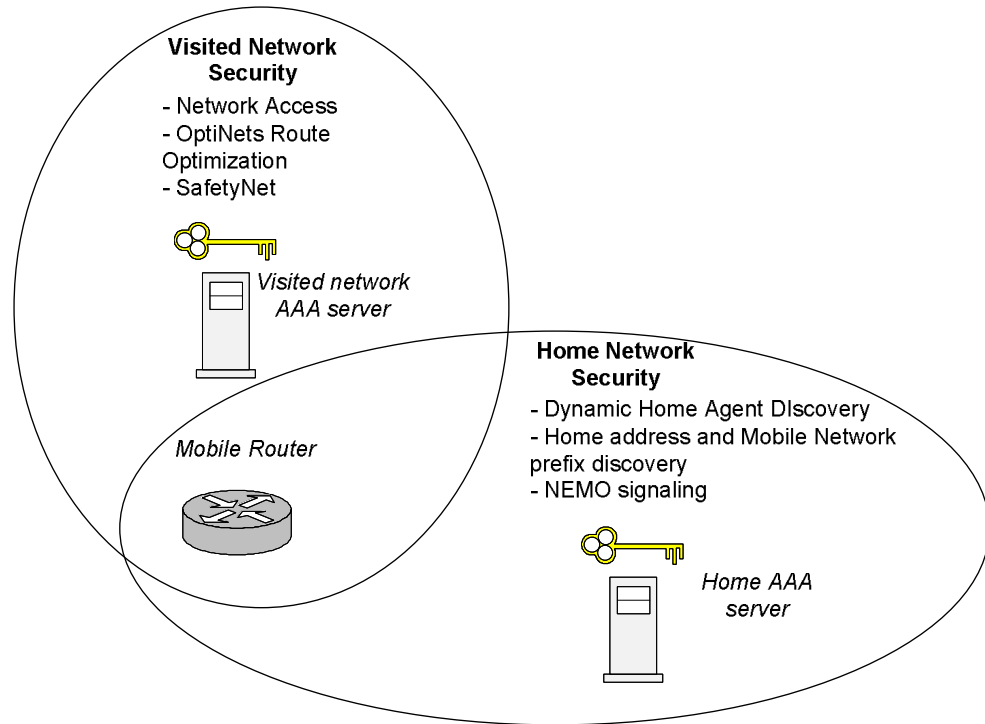 Visited Network
Security
- Network Access
- OptiNets Route
Optimization
- SafetyNet
Visited network
AAA server
Mobile Router
Home Network
Security
- Dynamic Home Agent DIscovery
- Home address and Mobile Network
prefix discovery
- NEMO signaling
Home AAA
server